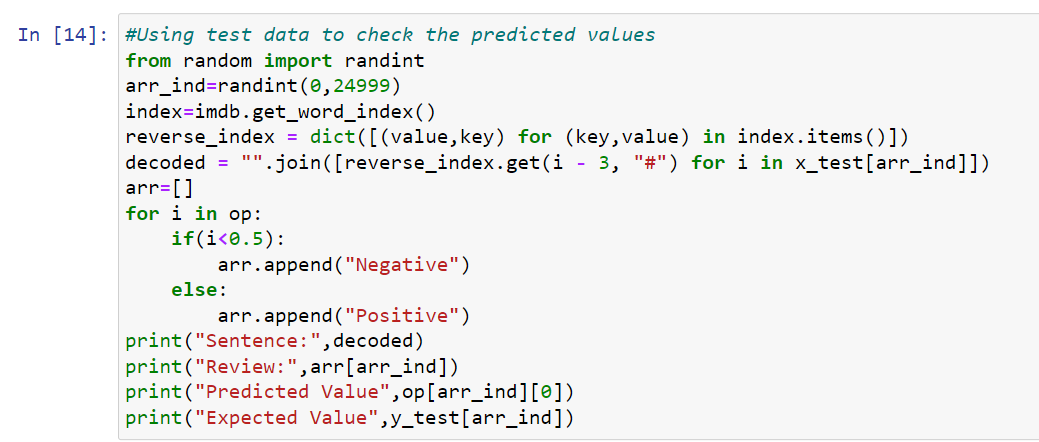 In [14]: #Using test data to check the predicted values
from random import randint
arr_ind=randint(0,24999)
index=imdb.get_word_index()
reverse_index = dict([(value,key) for (key,value) in index.items()])
decoded = "".join([reverse_index.get(i - 3, "#") for i in x_test[arr_ind]])
arr=[]
for i in op:
    if(i<0.5):
        arr.append("Negative")
    else:
        arr.append("Positive")
print("Sentence:",decoded)
print("Review:",arr[arr_ind])
print("Predicted Value",op[arr_ind][0])
print("Expected Value",y_test[arr_ind])